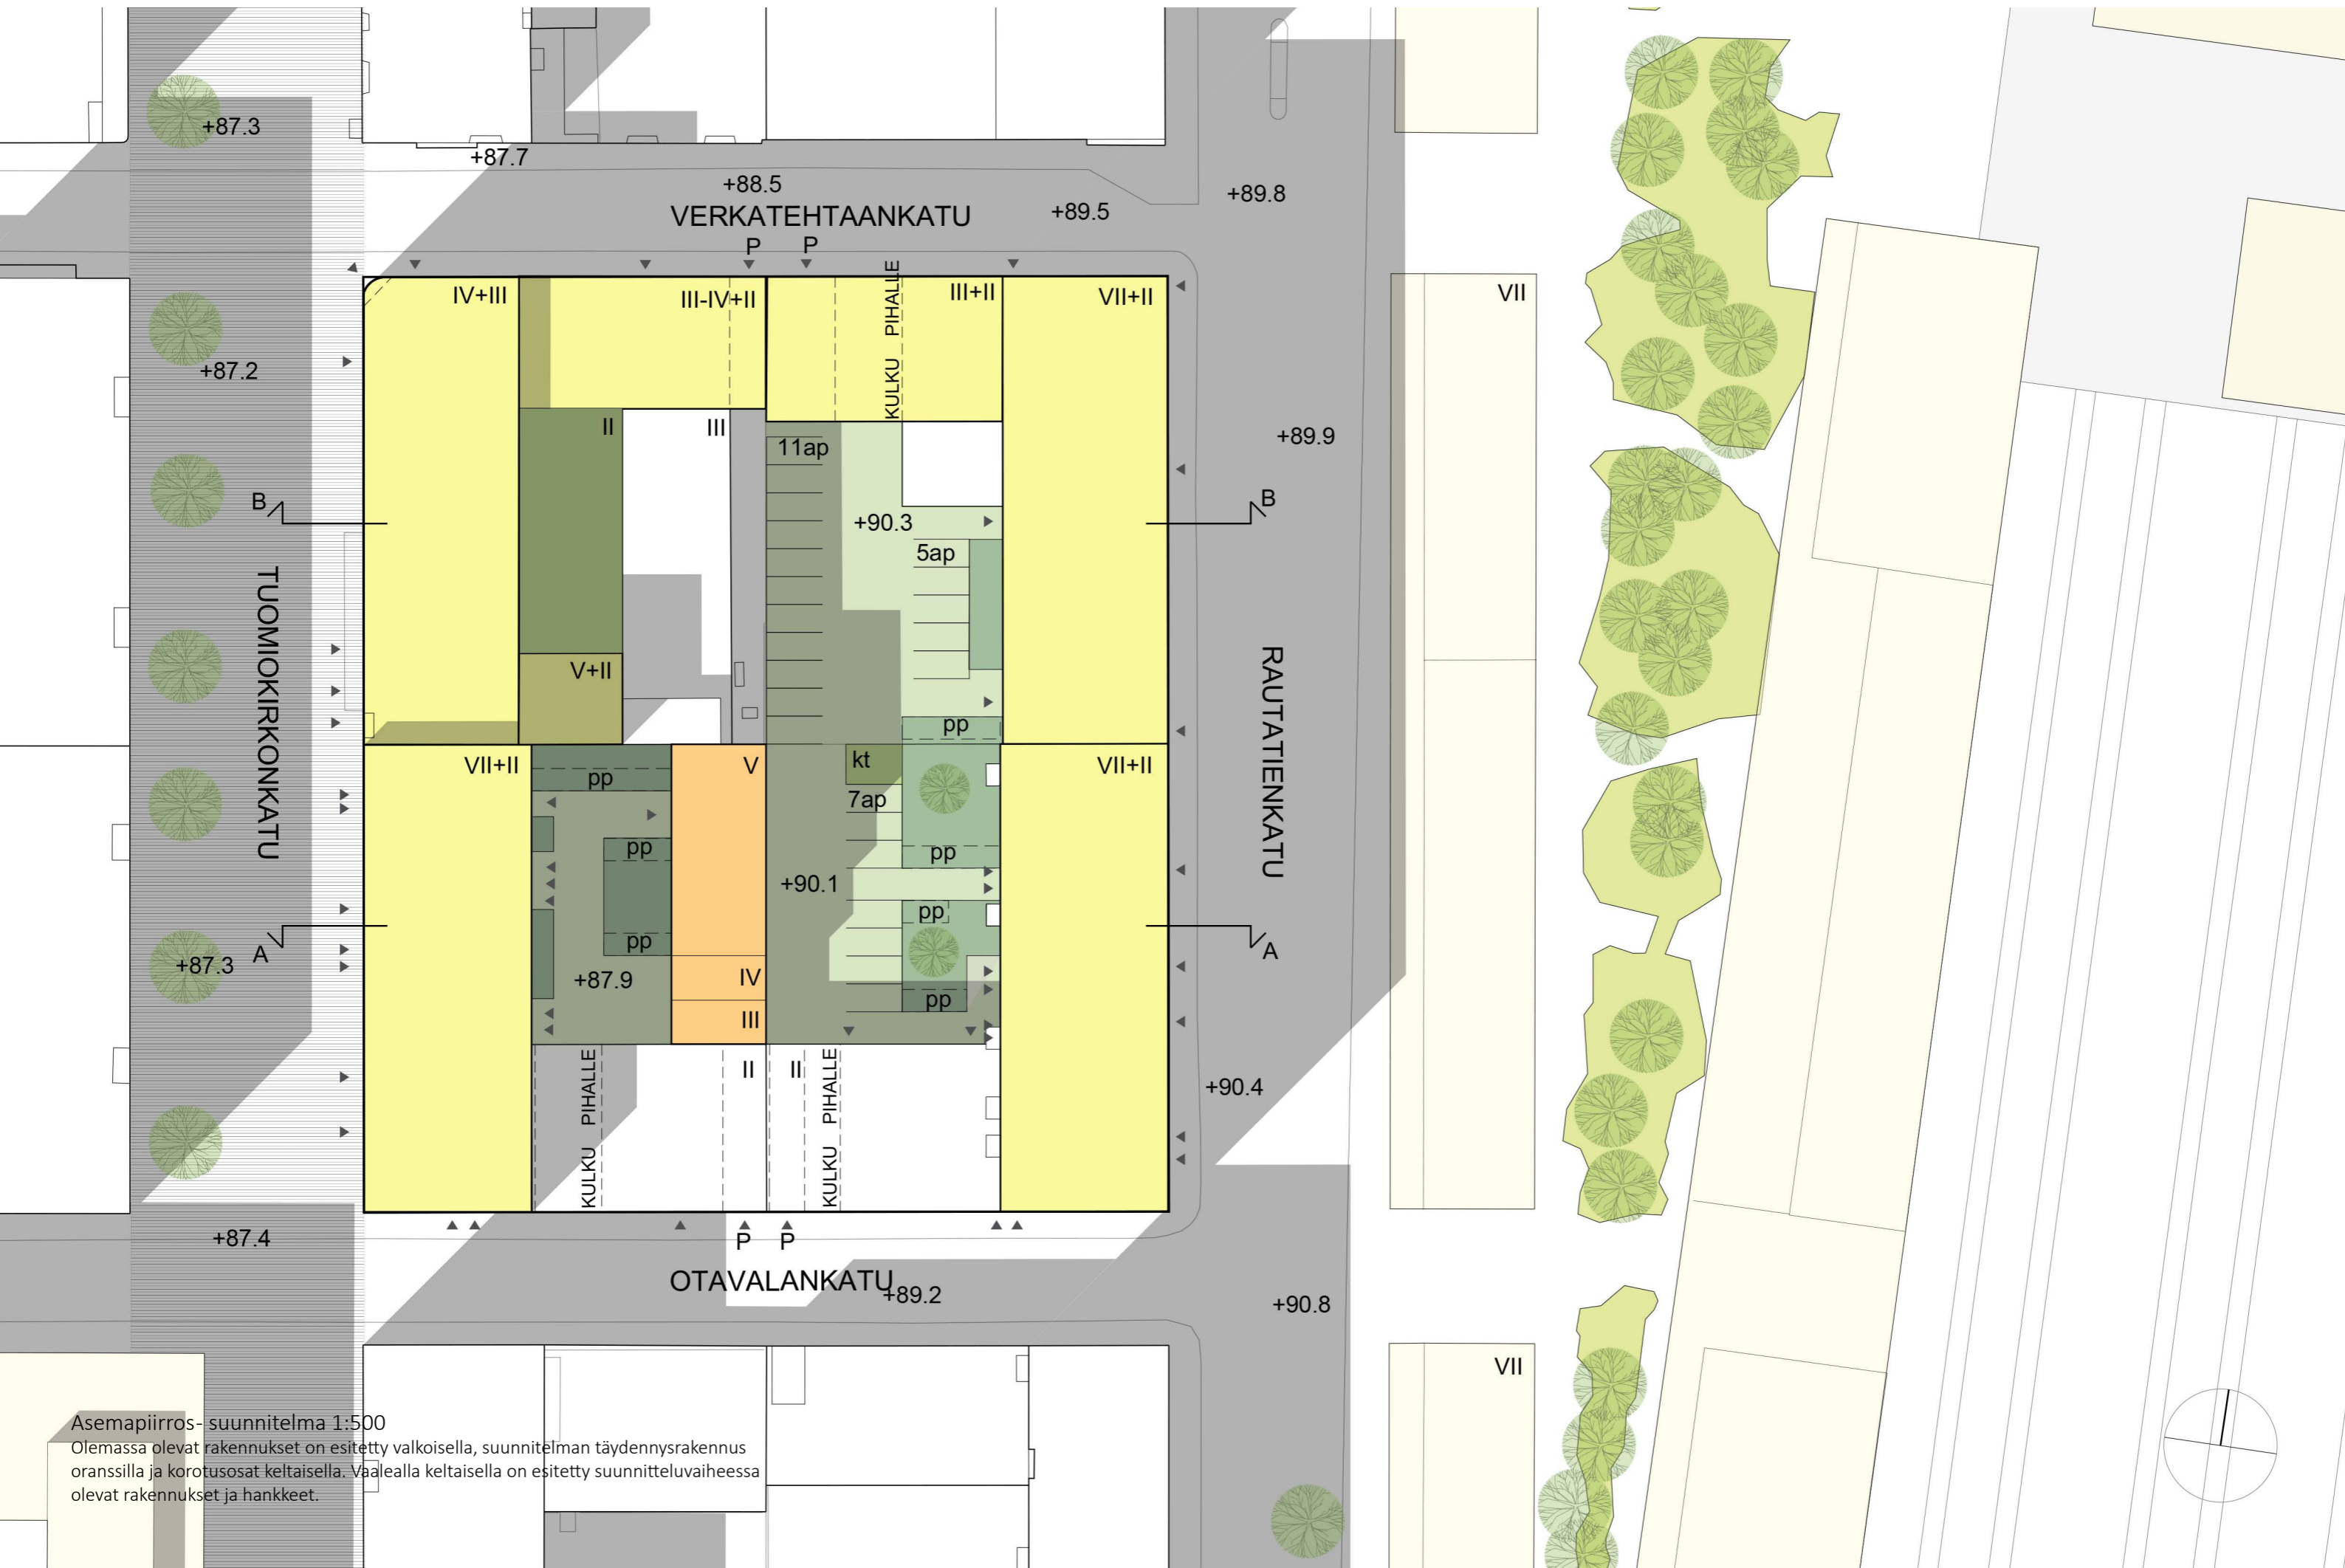 +87.3
+87.7
+88.5
+89.8
+89.5
VERKATEHTAANKATU
P P
IV+III
III-IV+II
KULKU PIHALLE
III+II
VII+II
VII
+87.2
II
III
11ap
+89.9
B
B
+90.3
5ap
TUOMIOKIRKONKATU
RAUTATIENKATU
V+II
pp
VII+II
pp
V
kt
VII+II
7ap
pp
pp
+90.1
pp
A
A
+87.3
pp
+87.9
IV
pp
III
KULKU PIHALLE
II
II
KULKU PIHALLE
+90.4
+87.4
P P
OTAVALANKATU
+89.2
+90.8
VII
Asemapiirros- suunnitelma 1:500
Olemassa olevat rakennukset on esitetty valkoisella, suunnitelman täydennysrakennus
oranssilla ja korotusosat keltaisella. Vaalealla keltaisella on esitetty suunnitteluvaiheessa
olevat rakennukset ja hankkeet.